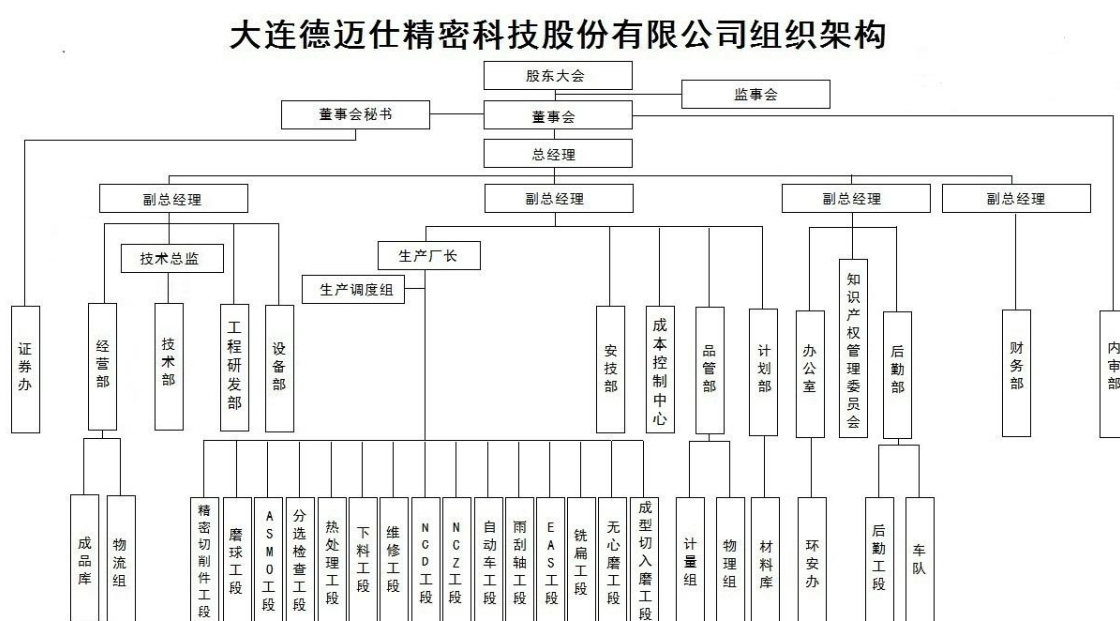 大连德迈仕精密科技股份有限公司组织架构
股东大会
监事会
董事会秘书
董事会
总经理
副总经理
副总经理
副总经理
副总经理
技术总监
生产厂长
生产调度组
证券办
经营部
技术部
工程研发部
设备部
安技部
成本控制中心
品管部
计划部
办公室
知识产权管理委员会
后勤部
财务部
内审部
成品库
物流组
精密切削件工段
磨球工段
ASMO工段
分选检查工段
热处理工段
下料工段
维修工段
NCD工段
NCZ工段
自动车工段
雨刮轴工段
EAS工段
铣扁工段
无心磨工段
成型切入磨工段
计量组
物理组
材料库
环安办
后勤工段
车队